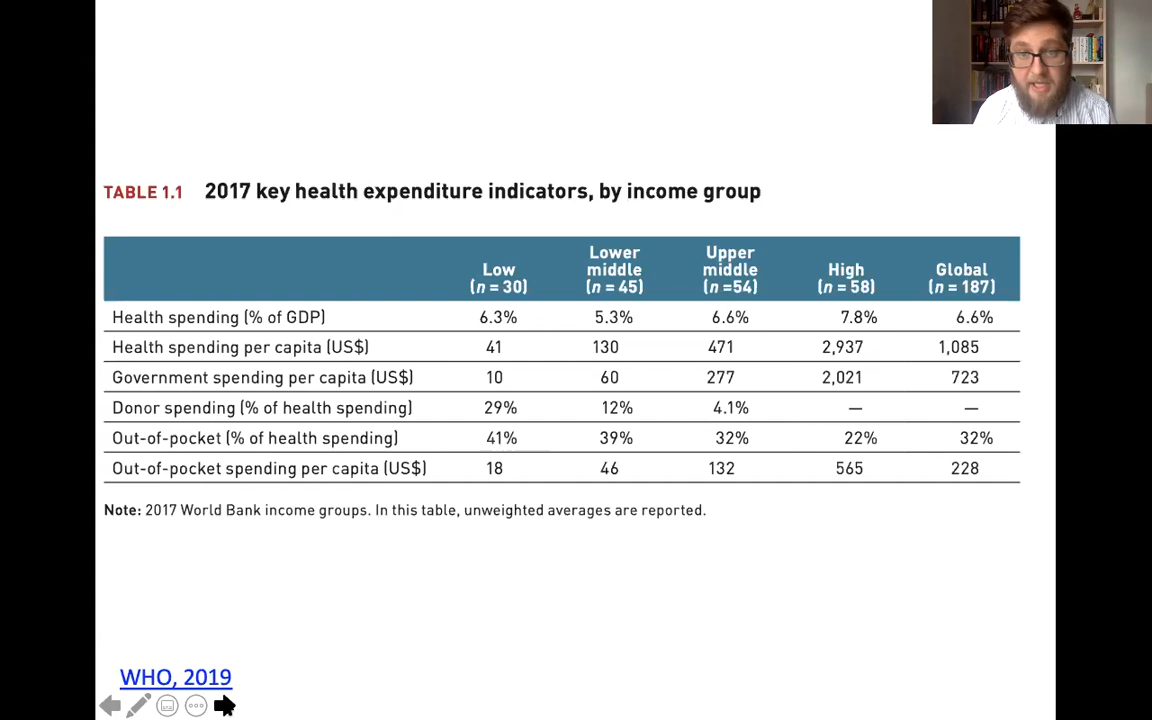 TABLE 1.1 2017 key health expenditure indicators, by income group
Low (n = 30) Lower middle (n = 45) Upper middle (n =54) High (n = 58) Global (n = 187)
Health spending (% of GDP) 6.3% 5.3% 6.6% 7.8% 6.6%
Health spending per capita (US$) 41 130 471 2,937 1,085
Government spending per capita (US$) 10 60 277 2,021 723
Donor spending (% of health spending) 29% 12% 4.1% — —
Out-of-pocket (% of health spending) 41% 39% 32% 22% 32%
Out-of-pocket spending per capita (US$) 18 46 132 565 228
Note: 2017 World Bank income groups. In this table, unweighted averages are reported.
WHO, 2019